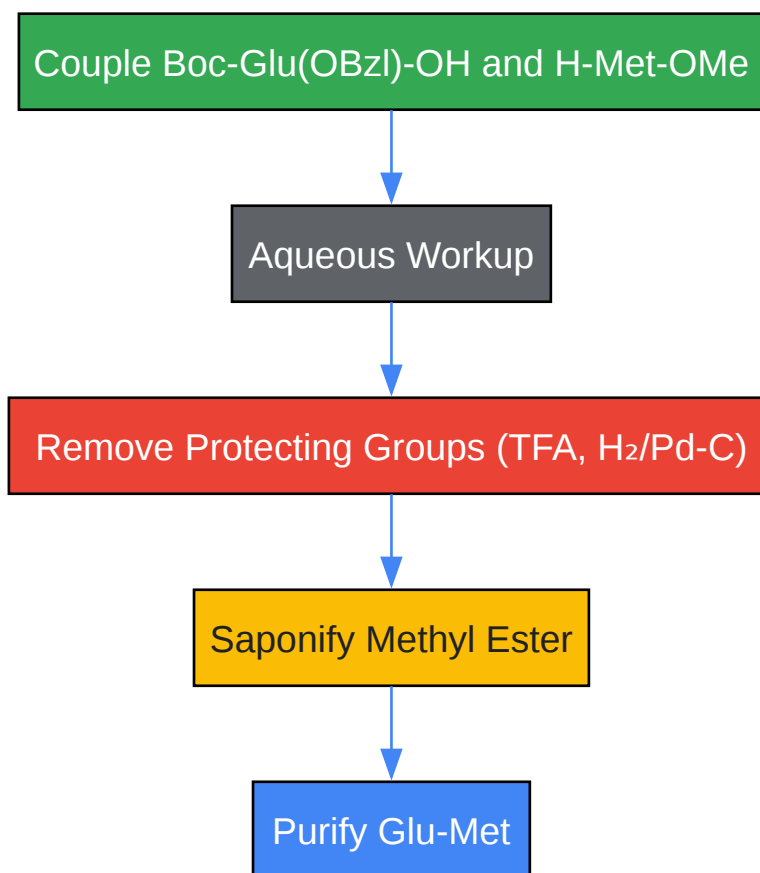 Couple Boc-Glu(OBzl)-OH and H-Met-OMe
Aqueous Workup
Remove Protecting Groups (TFA, H₂/Pd-C)
Saponify Methyl Ester
Purify Glu-Met